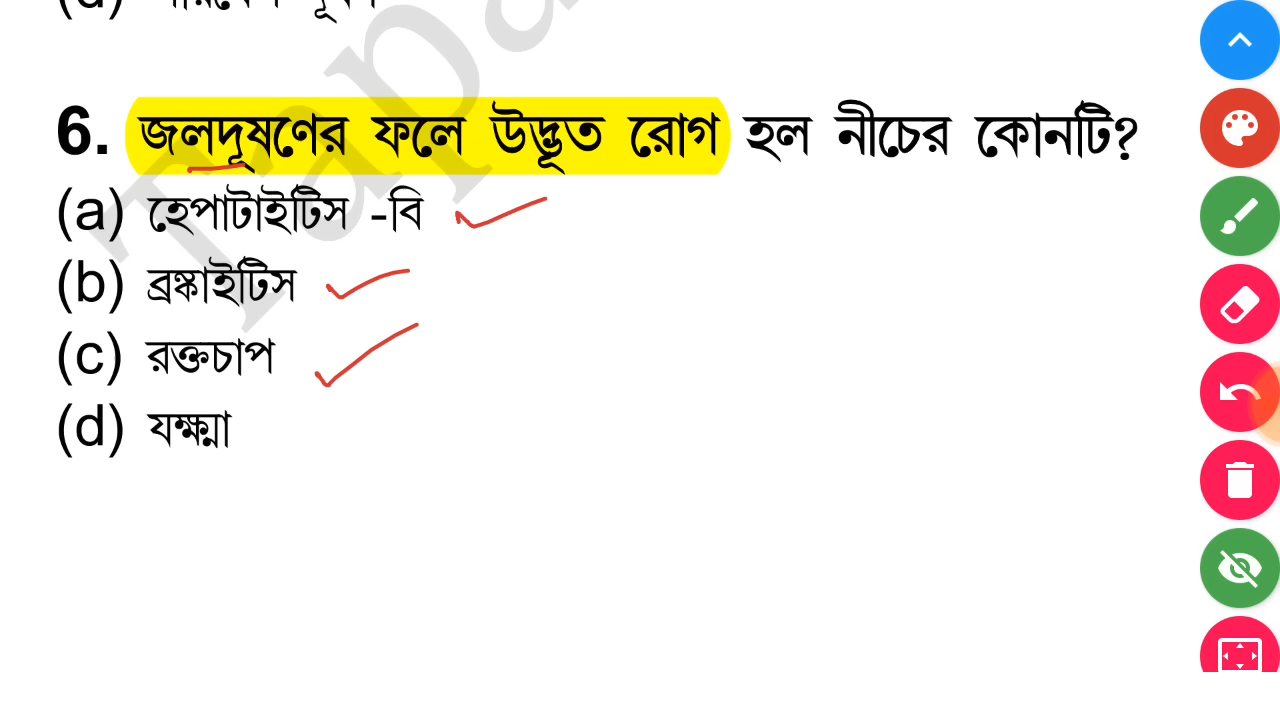 6. জলদূষণের ফলে উদ্ভূত রোগ হল নীচের কোনটি?
(a) হেপাটাইটিস -বি
(b) ব্রঙ্কাইটিস
(c) রক্তচাপ
(d) যক্ষ্মা